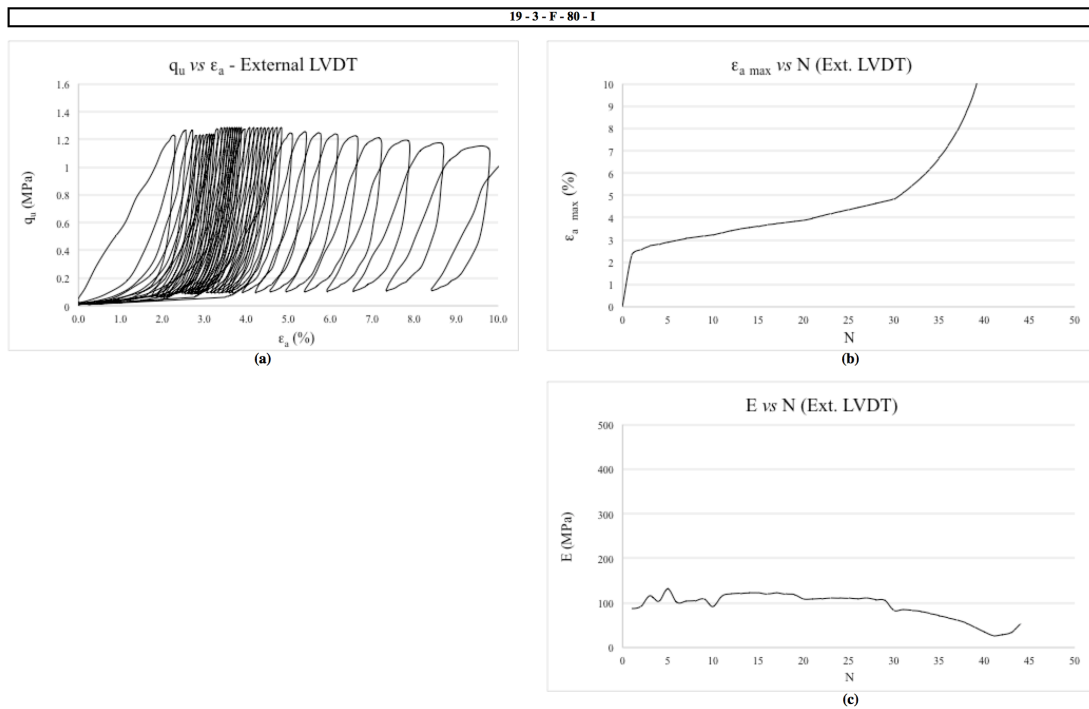 19 - 3 - F - 80 - I
qᵤ vs εₐ - External LVDT
1.6
1.4
1.2
1
0.8
0.6
0.4
0.2
0
qᵤ (MPa)
0.0 1.0 2.0 3.0 4.0 5.0 6.0 7.0 8.0 9.0 10.0
εₐ (%)
(a)
εₐ max vs N (Ext. LVDT)
10
9
8
7
6
5
4
3
2
1
0
εₐ max (%)
0 5 10 15 20 25 30 35 40 45 50
N
(b)
E vs N (Ext. LVDT)
500
400
300
200
100
0
E (MPa)
0 5 10 15 20 25 30 35 40 45 50
N
(c)